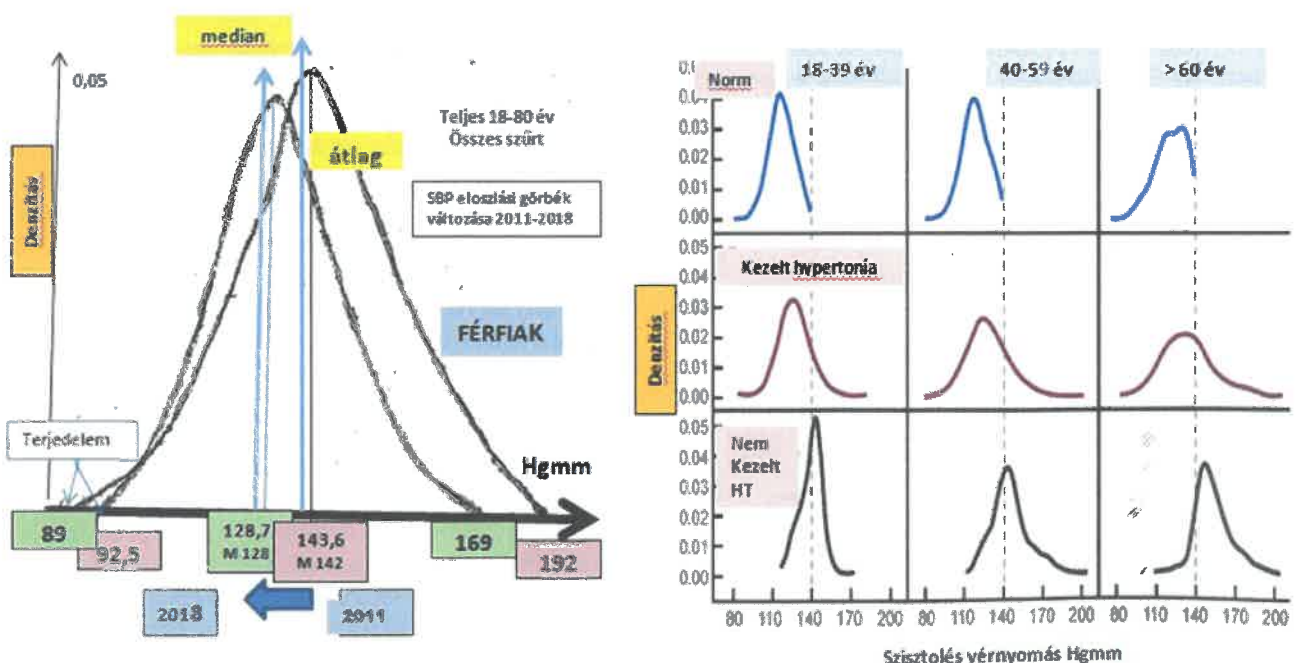 median
0,05
Denzitás
Teljes 18-80 év
Összes szűrt
átlag
SBP eloszlási görbék
változása 2011-2018
FÉRFIAK
Terjedelem
Hgmm
89
92,5
128,7
M 128
143,6
M 142
169
192
2018
2011
Norm
18-39 év
40-59 év
> 60 év
0.04
0.03
0.02
0.01
0.00
Denzitás
Kezelt hypertonia
0.05
0.04
0.03
0.02
0.01
0.00
Nem
Kezelt
HT
0.05
0.04
0.03
0.02
0.01
0.00
80 110 140 170 200
80 110 140 170 200
80 110 140 170 200
Szisztolés vérnyomás Hgmm